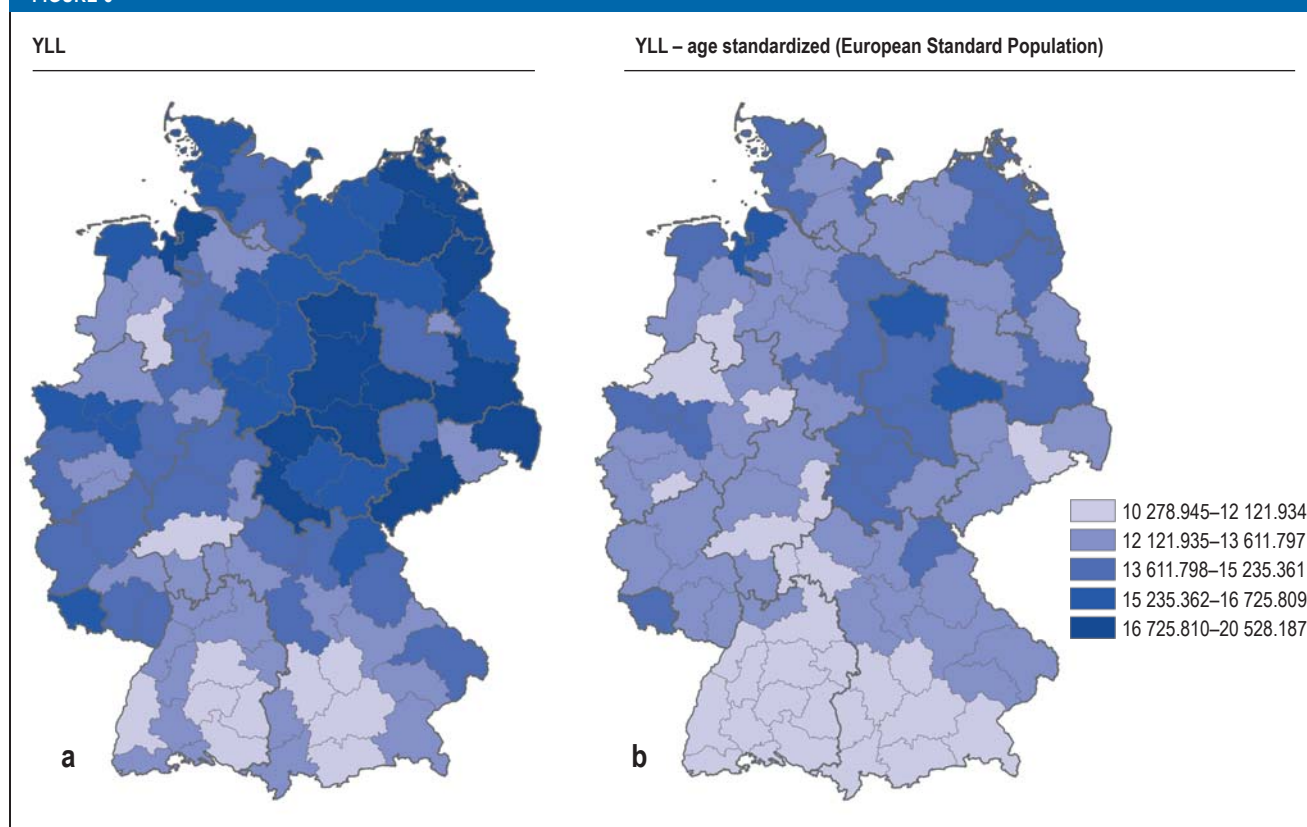 YLL
YLL – age standardized (European Standard Population)
a
b
10 278.945–12 121.934
12 121.935–13 611.797
13 611.798–15 235.361
15 235.362–16 725.809
16 725.810–20 528.187